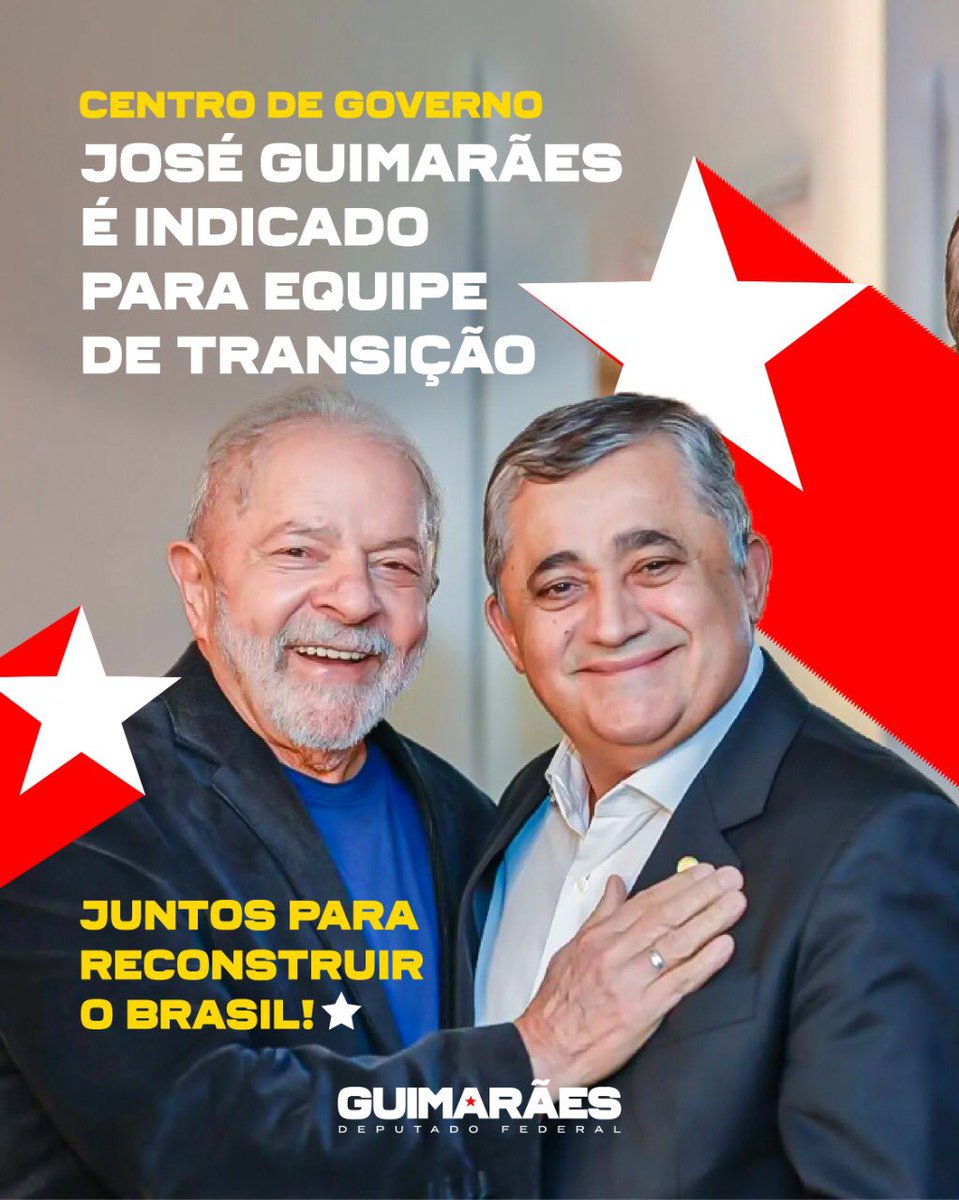 CENTRO DE GOVERNO
JOSÉ GUIMARÃES
É INDICADO
PARA EQUIPE
DE TRANSIÇÃO
JUNTOS PARA
RECONSTRUIR
O BRASIL!
GUIMARÃES
DEPUTADO FEDERAL